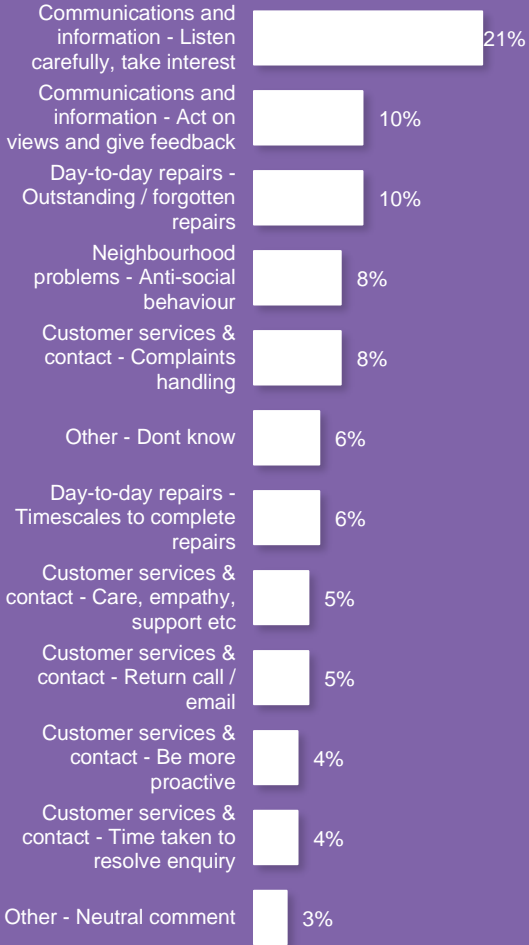 Communications and
information - Listen
carefully, take interest
21%
Communications and
information - Act on
views and give feedback
10%
Day-to-day repairs -
Outstanding / forgotten
repairs
10%
Neighbourhood
problems - Anti-social
behaviour
8%
Customer services &
contact - Complaints
handling
8%
Other - Dont know
6%
Day-to-day repairs -
Timescales to complete
repairs
6%
Customer services &
contact - Care, empathy,
support etc
5%
Customer services &
contact - Return call /
email
5%
Customer services &
contact - Be more
proactive
4%
Customer services &
contact - Time taken to
resolve enquiry
4%
Other - Neutral comment
3%